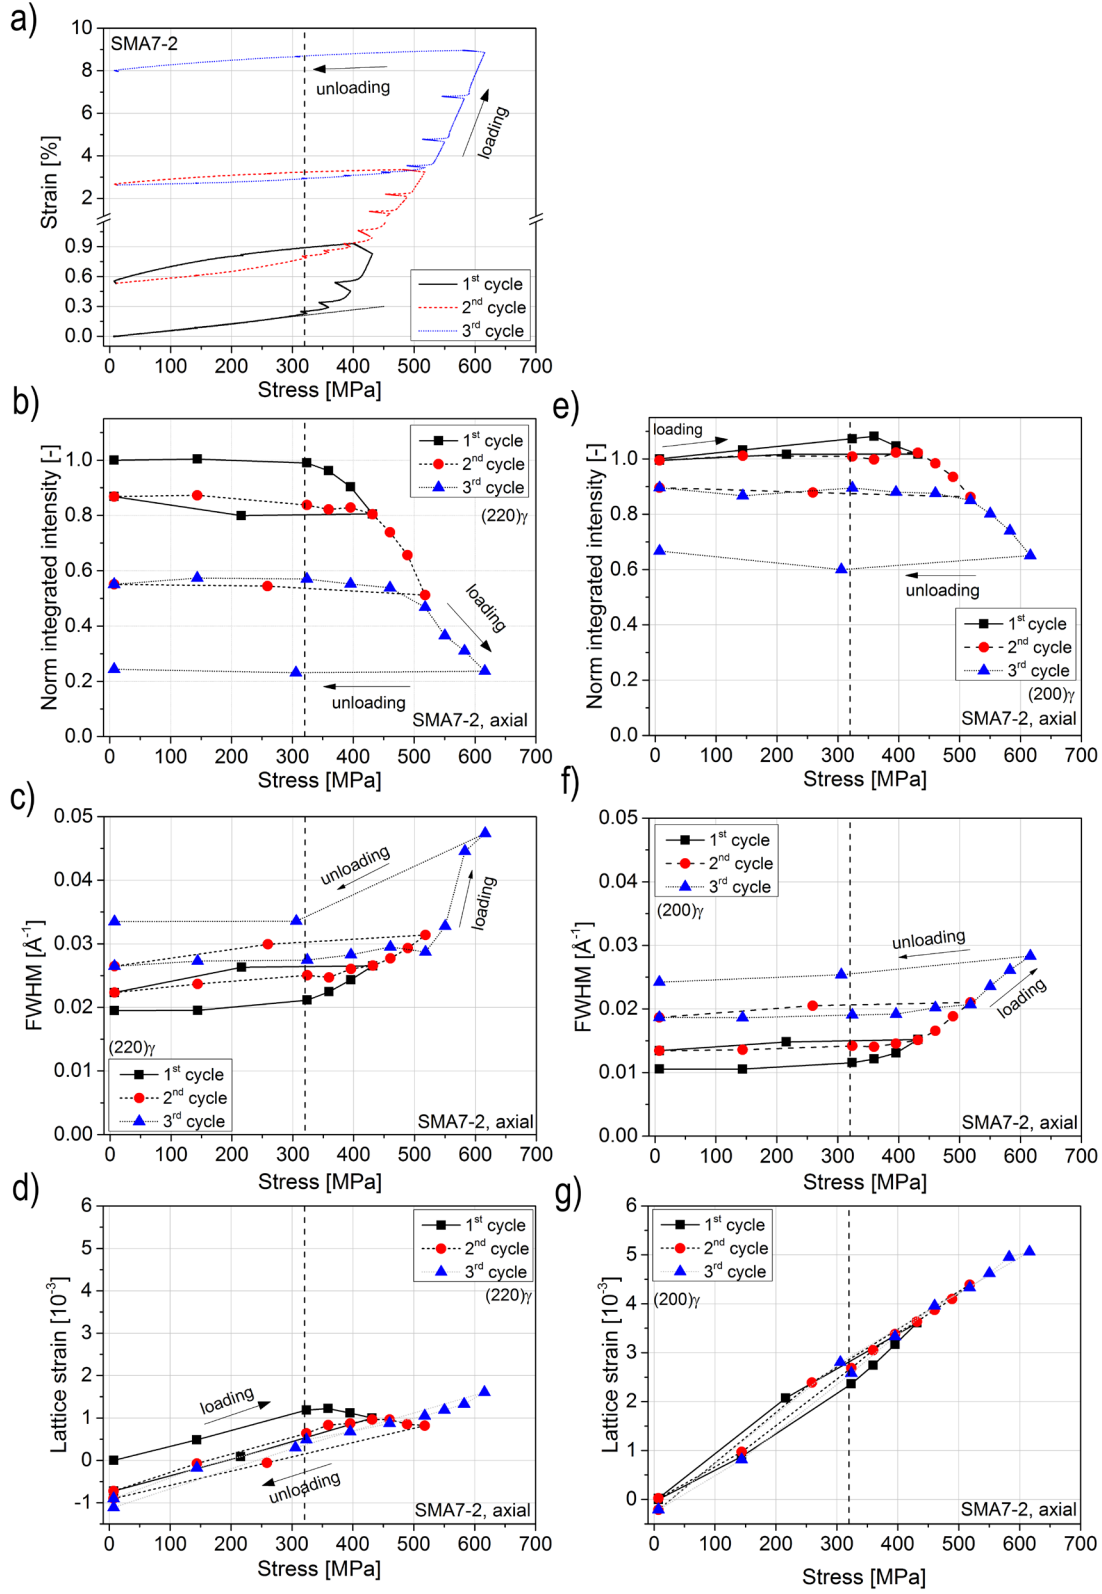 a)
SMA7-2
10
8
6
4
2
0.9
0.6
0.3
0.0
Strain [%]
unloading
loading
1st cycle
2nd cycle
3rd cycle
0 100 200 300 400 500 600 700
Stress [MPa]
b)
1.0
0.8
0.6
0.4
0.2
0.0
Norm integrated intensity [-]
1st cycle
2nd cycle
3rd cycle
(220)γ
loading
unloading
SMA7-2, axial
0 100 200 300 400 500 600 700
Stress [MPa]
c)
0.05
0.04
0.03
0.02
0.01
0.00
FWHM [Å-1]
unloading
loading
(220)γ
1st cycle
2nd cycle
3rd cycle
SMA7-2, axial
0 100 200 300 400 500 600 700
Stress [MPa]
d)
6
5
4
3
2
1
0
-1
Lattice strain [10-3]
1st cycle
2nd cycle
3rd cycle
(220)γ
loading
unloading
SMA7-2, axial
0 100 200 300 400 500 600 700
Stress [MPa]
e)
1.0
0.8
0.6
0.4
0.2
0.0
Norm integrated intensity [-]
loading
unloading
1st cycle
2nd cycle
3rd cycle
(200)γ
SMA7-2, axial
0 100 200 300 400 500 600 700
Stress [MPa]
f)
0.05
0.04
0.03
0.02
0.01
0.00
FWHM [Å-1]
1st cycle
2nd cycle
3rd cycle
(200)γ
unloading
loading
SMA7-2, axial
0 100 200 300 400 500 600 700
Stress [MPa]
g)
6
5
4
3
2
1
0
Lattice strain [10-3]
1st cycle
2nd cycle
3rd cycle
(200)γ
SMA7-2, axial
0 100 200 300 400 500 600 700
Stress [MPa]